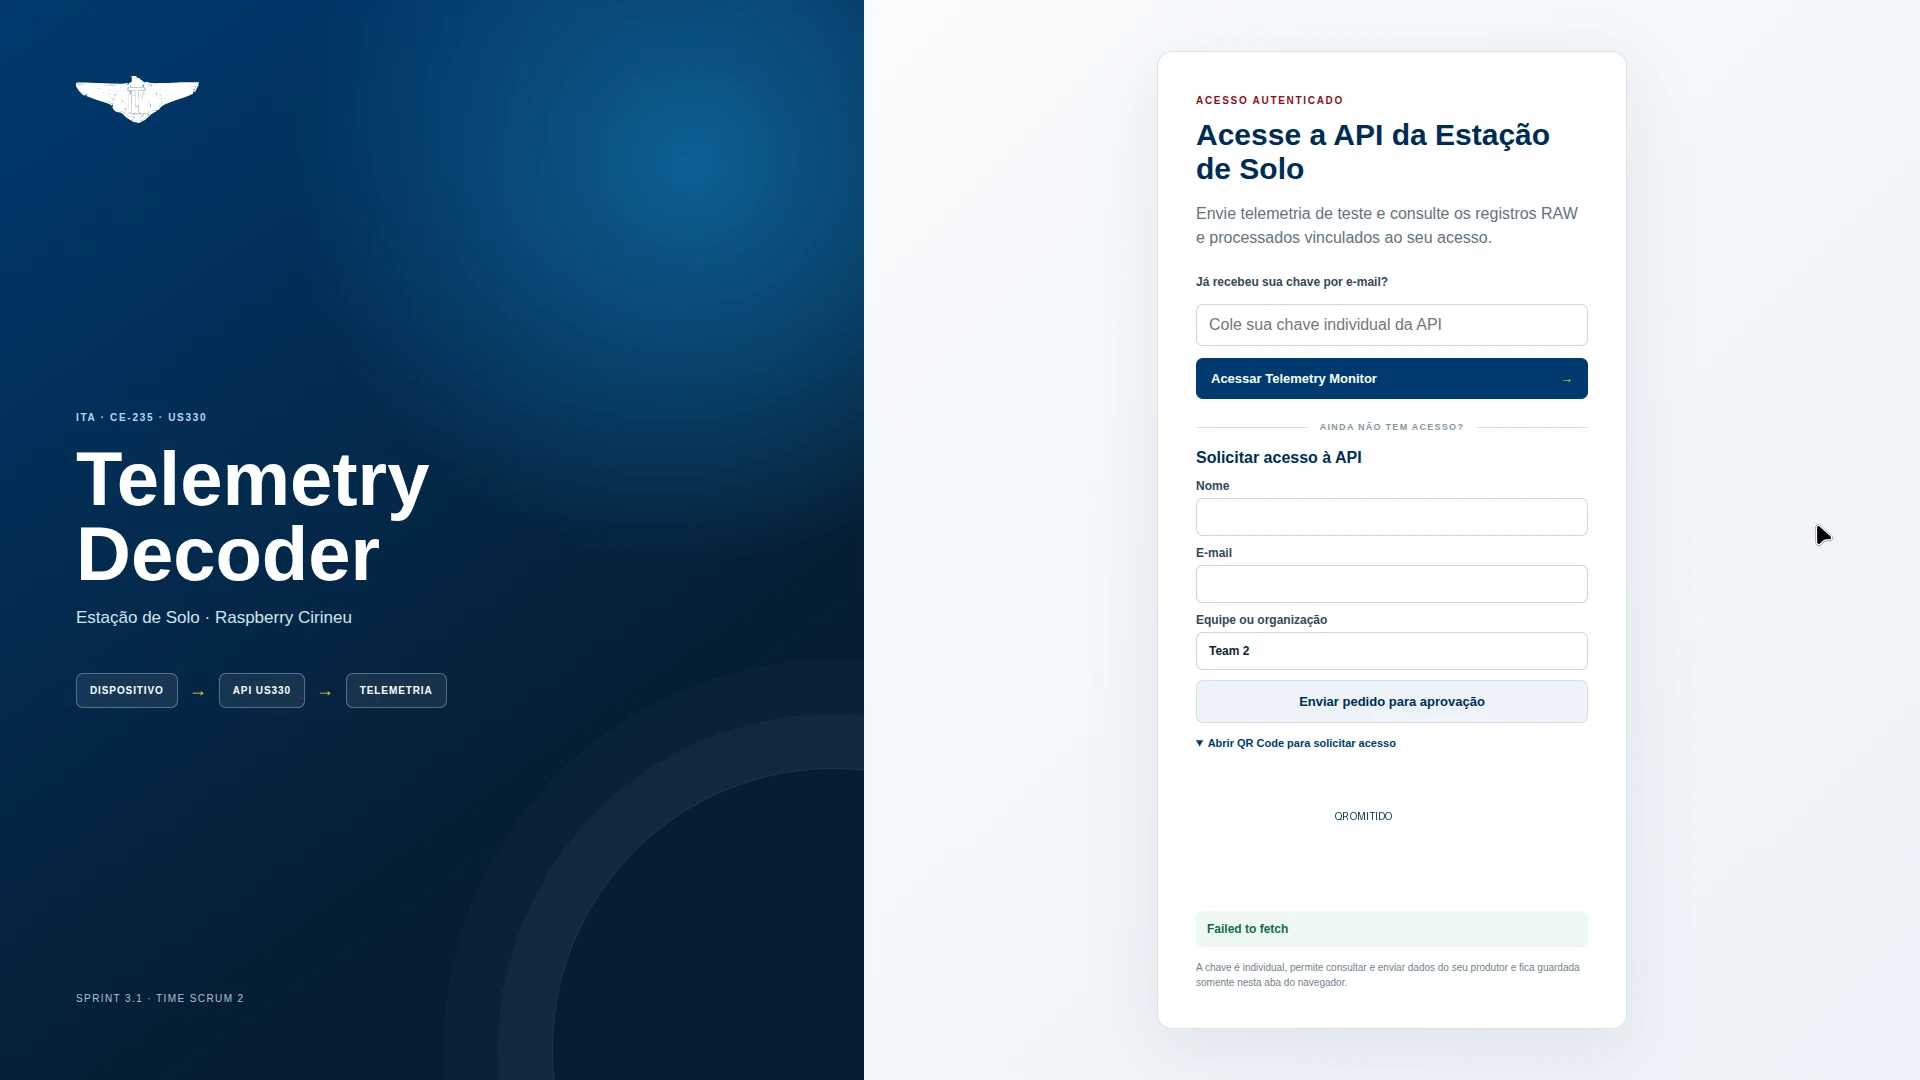 ITA · CE-235 · US330
Telemetry
Decoder
Estação de Solo · Raspberry Cirineu
DISPOSITIVO → API US330 → TELEMETRIA
SPRINT 3.1 · TIME SCRUM 2
ACESSO AUTENTICADO
Acesse a API da Estação
de Solo
Envie telemetria de teste e consulte os registros RAW
e processados vinculados ao seu acesso.
Já recebeu sua chave por e-mail?
Cole sua chave individual da API
Acessar Telemetry Monitor →
AINDA NÃO TEM ACESSO?
Solicitar acesso à API
Nome
E-mail
Equipe ou organização
Team 2
Enviar pedido para aprovação
▼ Abrir QR Code para solicitar acesso
QROMITIDO
Failed to fetch
A chave é individual, permite consultar e enviar dados do seu produtor e fica guardada
somente nesta aba do navegador.